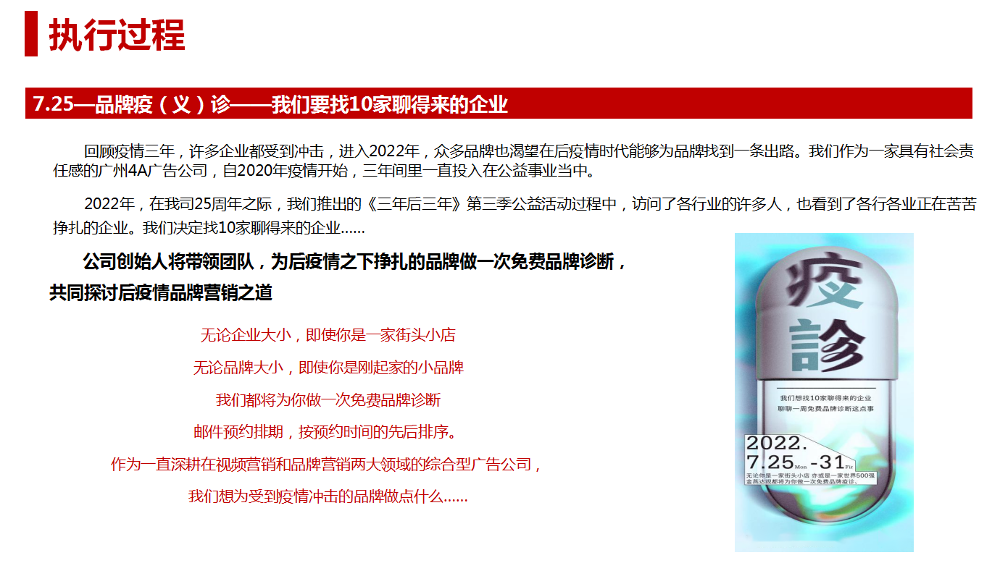 执行过程
7.25—品牌疫（义）诊——我们要找10家聊得来的企业
回顾疫情三年，许多企业都受到冲击，进入2022年，众多品牌也渴望在后疫情时代能够为品牌找到一条出路。我们作为一家具有社会责
任感的广州4A广告公司，自2020年疫情开始，三年间里一直投入在公益事业当中。
2022年，在我司25周年之际，我们推出的《三年后三年》第三季公益活动过程中，访问了各行业的许多人，也看到了各行各业正在苦苦
挣扎的企业。我们决定找10家聊得来的企业......
公司创始人将带领团队，为后疫情之下挣扎的品牌做一次免费品牌诊断，
共同探讨后疫情品牌营销之道
无论企业大小，即使你是一家街头小店
无论品牌大小，即使你是刚起家的小品牌
我们都将为你做一次免费品牌诊断
邮件预约排期，按预约时间的先后排序。
作为一直深耕在视频营销和品牌营销两大领域的综合型广告公司，
我们想为受到疫情冲击的品牌做点什么......
疫
診
我们想找10家聊得来的企业
聊聊一周免费品牌诊断这点事
2022.
7.25Mon -31Fir
无论你是一家街头小店 亦或是一家世界500强
金燕达观都将为你做一次免费品牌疫诊、